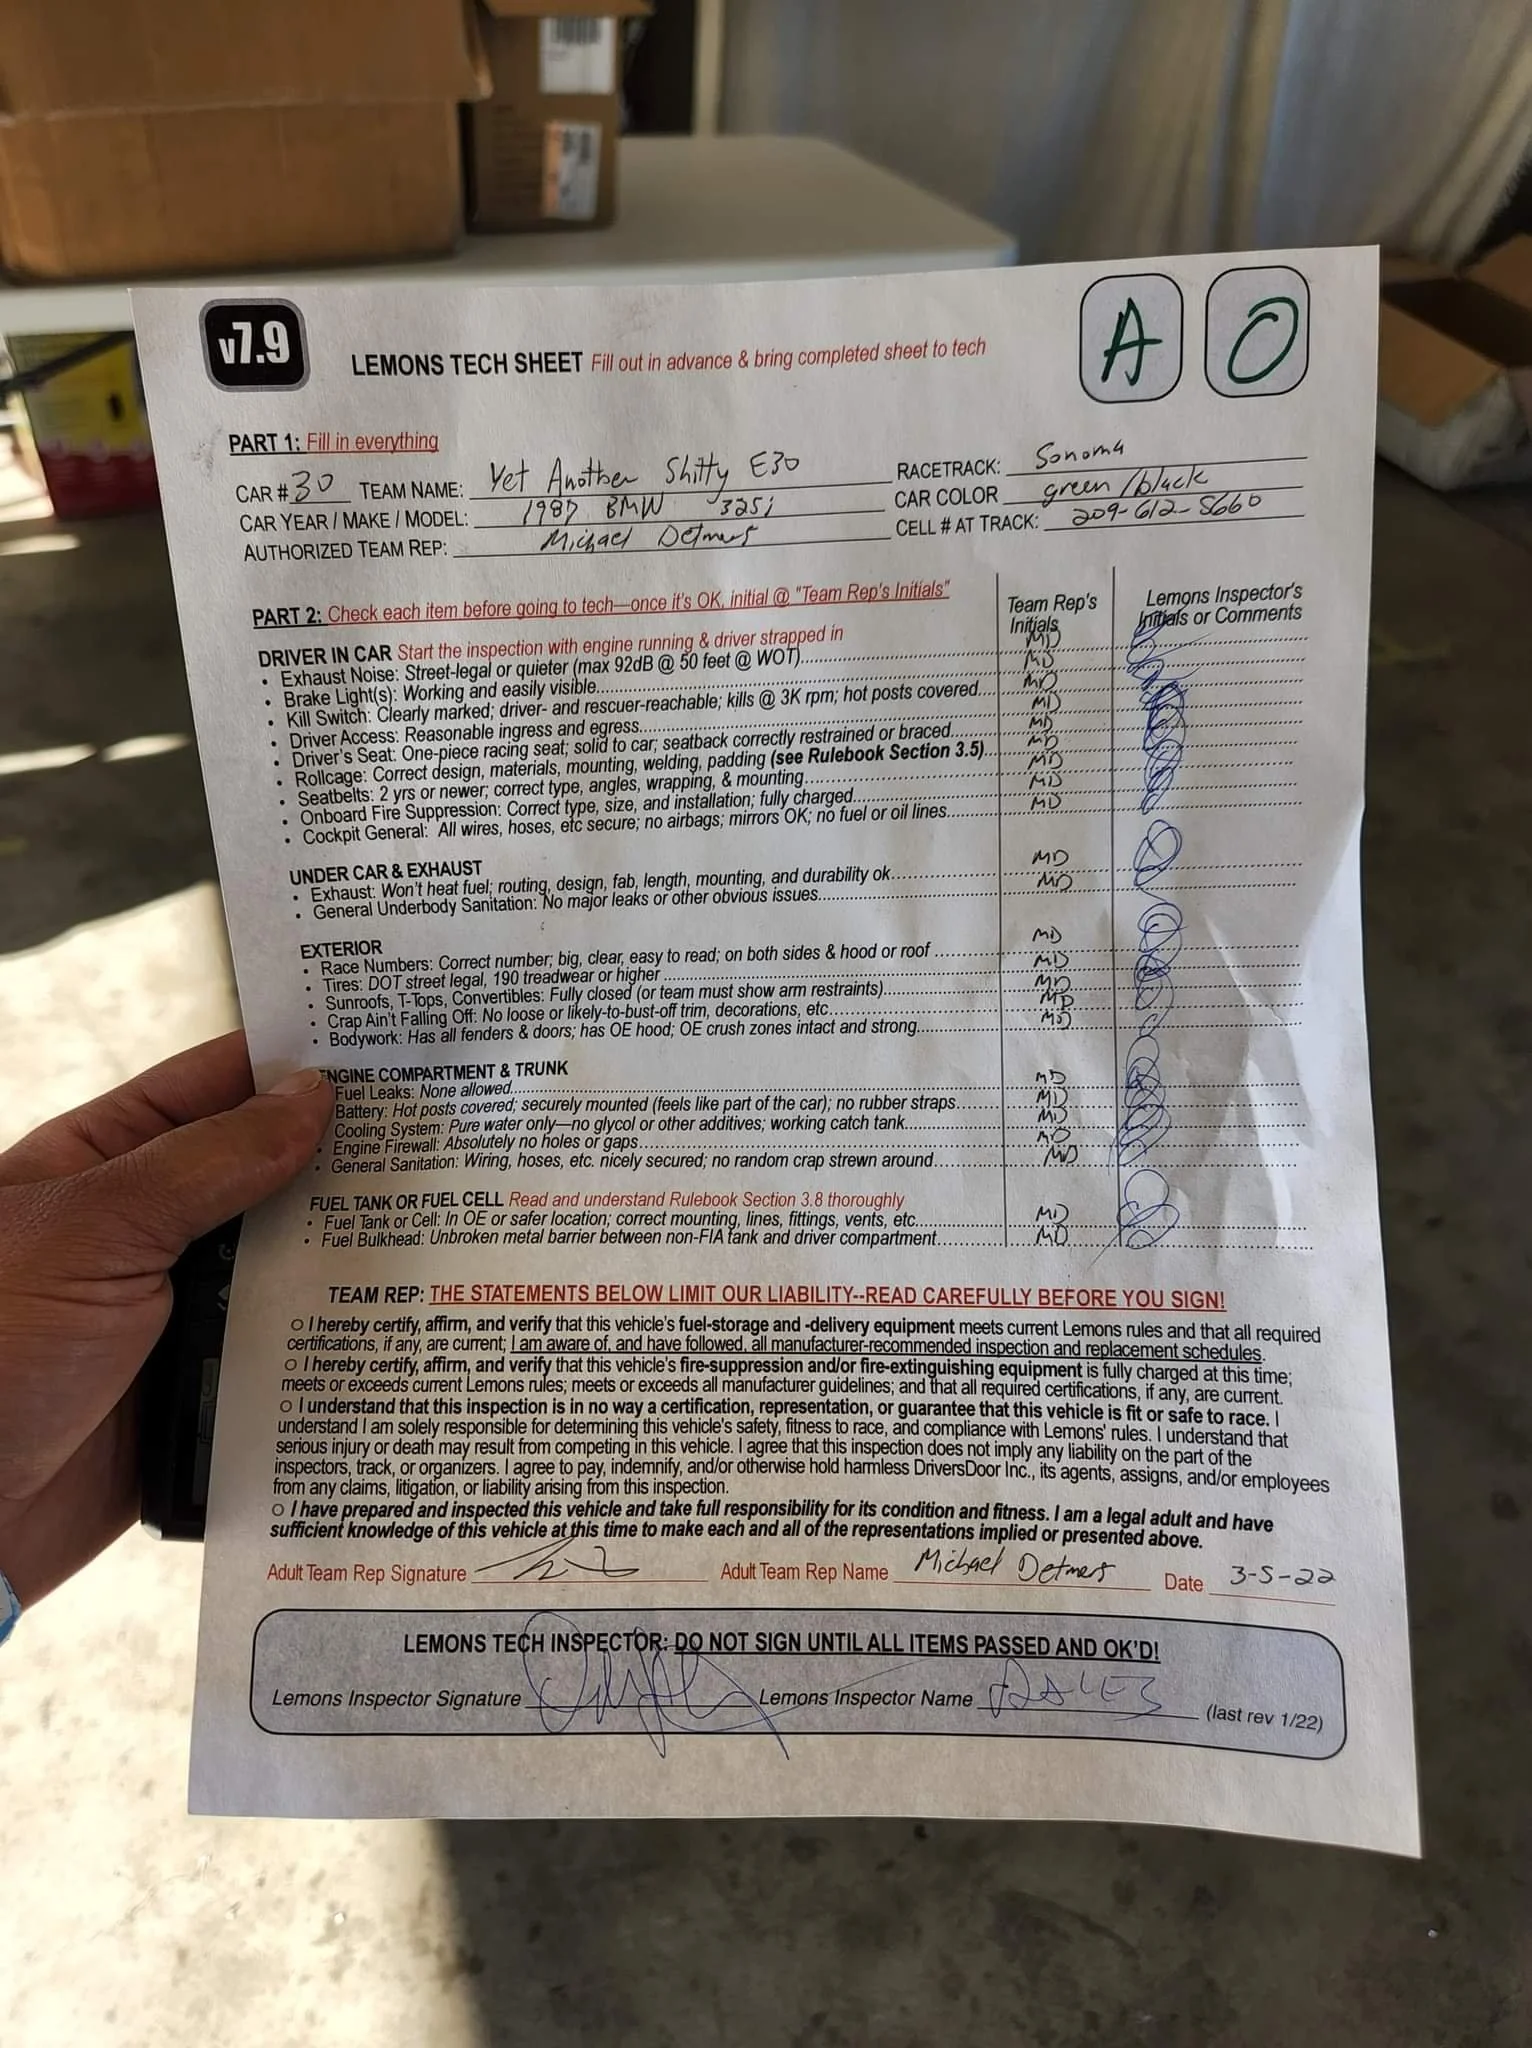 v7.9
LEMONS TECH SHEET Fill out in advance & bring completed sheet to tech
A O
PART 1: Fill in everything
CAR # 30 TEAM NAME: Yet Another Shitty E30 RACETRACK: Sonoma
CAR YEAR / MAKE / MODEL: 1987 BMW 325i CAR COLOR green/black
AUTHORIZED TEAM REP: Michael Detmers CELL # AT TRACK: 209-612-5660
PART 2: Check each item before going to tech—once it's OK, initial @ "Team Rep's Initials" Team Rep's Initials Lemons Inspector's Initials or Comments
DRIVER IN CAR Start the inspection with engine running & driver strapped in
• Exhaust Noise: Street-legal or quieter (max 92dB @ 50 feet @ WOT) MD
• Brake Light(s): Working and easily visible MD
• Kill Switch: Clearly marked; driver- and rescuer-reachable; kills @ 3K rpm; hot posts covered MD
• Driver Access: Reasonable ingress and egress MD
• Driver's Seat: One-piece racing seat; solid to car; seatback correctly restrained or braced MD
• Rollcage: Correct design, materials, mounting, welding, padding (see Rulebook Section 3.5) MD
• Seatbelts: 2 yrs or newer; correct type, angles, wrapping, & mounting MD
• Onboard Fire Suppression: Correct type, size, and installation; fully charged MD
• Cockpit General: All wires, hoses, etc secure; no airbags; mirrors OK; no fuel or oil lines MD
UNDER CAR & EXHAUST
• Exhaust: Won't heat fuel; routing, design, fab, length, mounting, and durability ok MD
• General Underbody Sanitation: No major leaks or other obvious issues MD
EXTERIOR
• Race Numbers: Correct number; big, clear, easy to read; on both sides & hood or roof MD
• Tires: DOT street legal, 190 treadwear or higher MD
• Sunroofs, T-Tops, Convertibles: Fully closed (or team must show arm restraints) MD
• Crap Ain't Falling Off: No loose or likely-to-bust-off trim, decorations, etc MD
• Bodywork: Has all fenders & doors; has OE hood; OE crush zones intact and strong MD
ENGINE COMPARTMENT & TRUNK
Fuel Leaks: None allowed MD
Battery: Hot posts covered; securely mounted (feels like part of the car); no rubber straps MD
Cooling System: Pure water only—no glycol or other additives; working catch tank MD
• Engine Firewall: Absolutely no holes or gaps MD
• General Sanitation: Wiring, hoses, etc. nicely secured; no random crap strewn around MD
FUEL TANK OR FUEL CELL Read and understand Rulebook Section 3.8 thoroughly
• Fuel Tank or Cell: In OE or safer location; correct mounting, lines, fittings, vents, etc MD
• Fuel Bulkhead: Unbroken metal barrier between non-FIA tank and driver compartment MD
TEAM REP: THE STATEMENTS BELOW LIMIT OUR LIABILITY--READ CAREFULLY BEFORE YOU SIGN!
O I hereby certify, affirm, and verify that this vehicle's fuel-storage and -delivery equipment meets current Lemons rules and that all required
certifications, if any, are current; I am aware of, and have followed, all manufacturer-recommended inspection and replacement schedules.
O I hereby certify, affirm, and verify that this vehicle's fire-suppression and/or fire-extinguishing equipment is fully charged at this time;
meets or exceeds current Lemons rules; meets or exceeds all manufacturer guidelines; and that all required certifications, if any, are current.
O I understand that this inspection is in no way a certification, representation, or guarantee that this vehicle is fit or safe to race. I
understand I am solely responsible for determining this vehicle's safety, fitness to race, and compliance with Lemons' rules. I understand that
serious injury or death may result from competing in this vehicle. I agree that this inspection does not imply any liability on the part of the
inspectors, track, or organizers. I agree to pay, indemnify, and/or otherwise hold harmless DriversDoor Inc., its agents, assigns, and/or employees
from any claims, litigation, or liability arising from this inspection.
O I have prepared and inspected this vehicle and take full responsibility for its condition and fitness. I am a legal adult and have
sufficient knowledge of this vehicle at this time to make each and all of the representations implied or presented above.
Adult Team Rep Signature Adult Team Rep Name Michael Detmers Date 3-5-22
LEMONS TECH INSPECTOR: DO NOT SIGN UNTIL ALL ITEMS PASSED AND OK'D!
Lemons Inspector Signature Lemons Inspector Name (last rev 1/22)